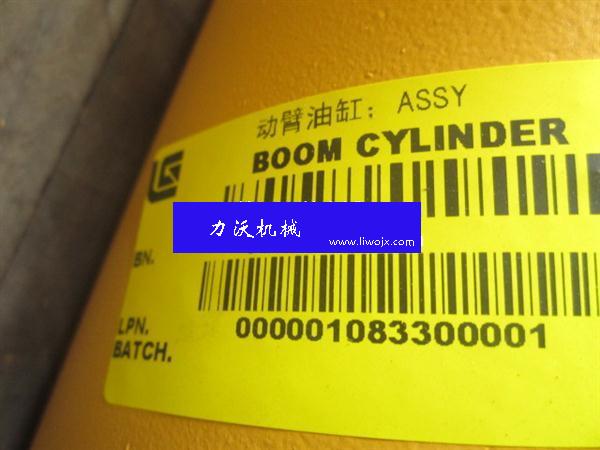 动臂油缸：ASSY
BOOM CYLINDER
力沃机械
www.liwojx.com
BN.
LPN.
000001083300001
BATCH.